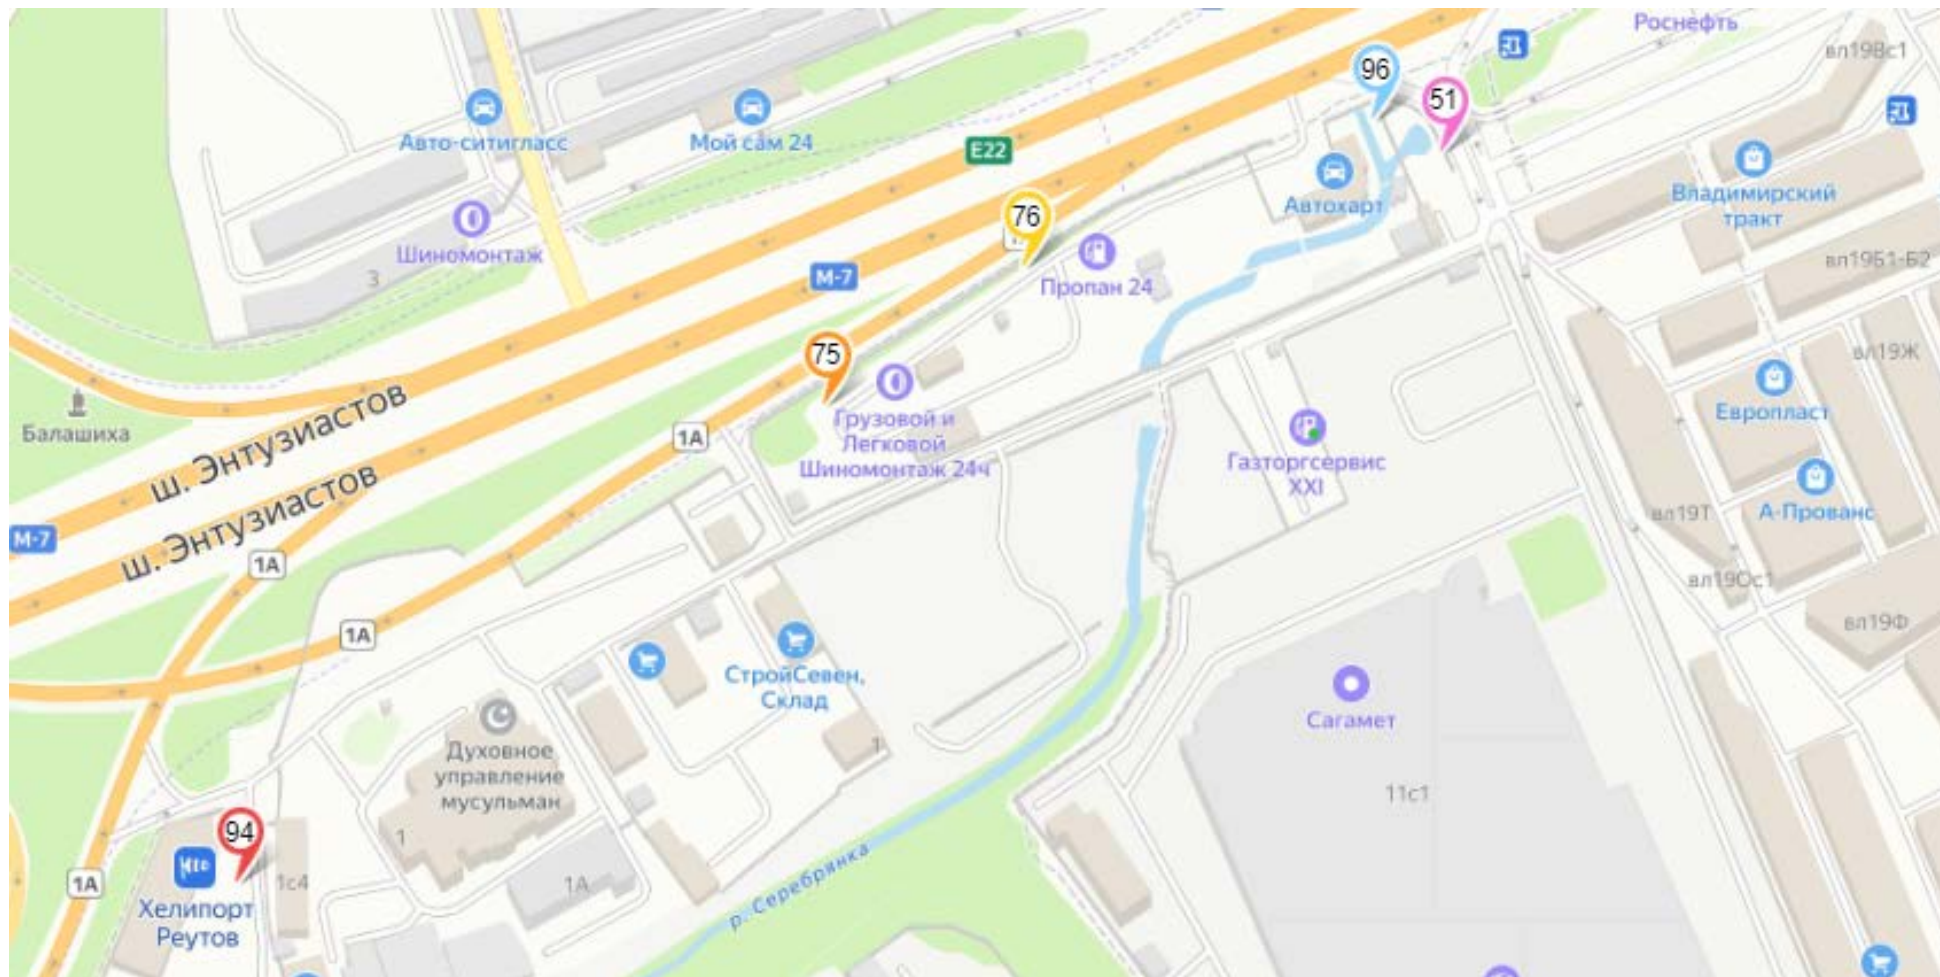 Роснефть
вл19Вс1
96
51
Авто-ситигласс
Мой сам 24
E22
Автохарт
Владимирский
тракт
76
Шиномонтаж
3
М-7
Пропан 24
вл19Б1-Б2
75
вл19Ж
Балашиха
ш. Энтузиастов
1А
Грузовой и
Легковой
Шиномонтаж 24ч
Газторгсервис
XXI
Европласт
ш. Энтузиастов
М-7
1А
вл19Т
А-Прованс
вл19Ос1
вл19Ф
1А
СтройСевен,
Склад
Сагамет
Духовное
управление
мусульман
1
1
11с1
94
1А
1с4
1А
Хелипорт
Реутов
р. Серебрянка